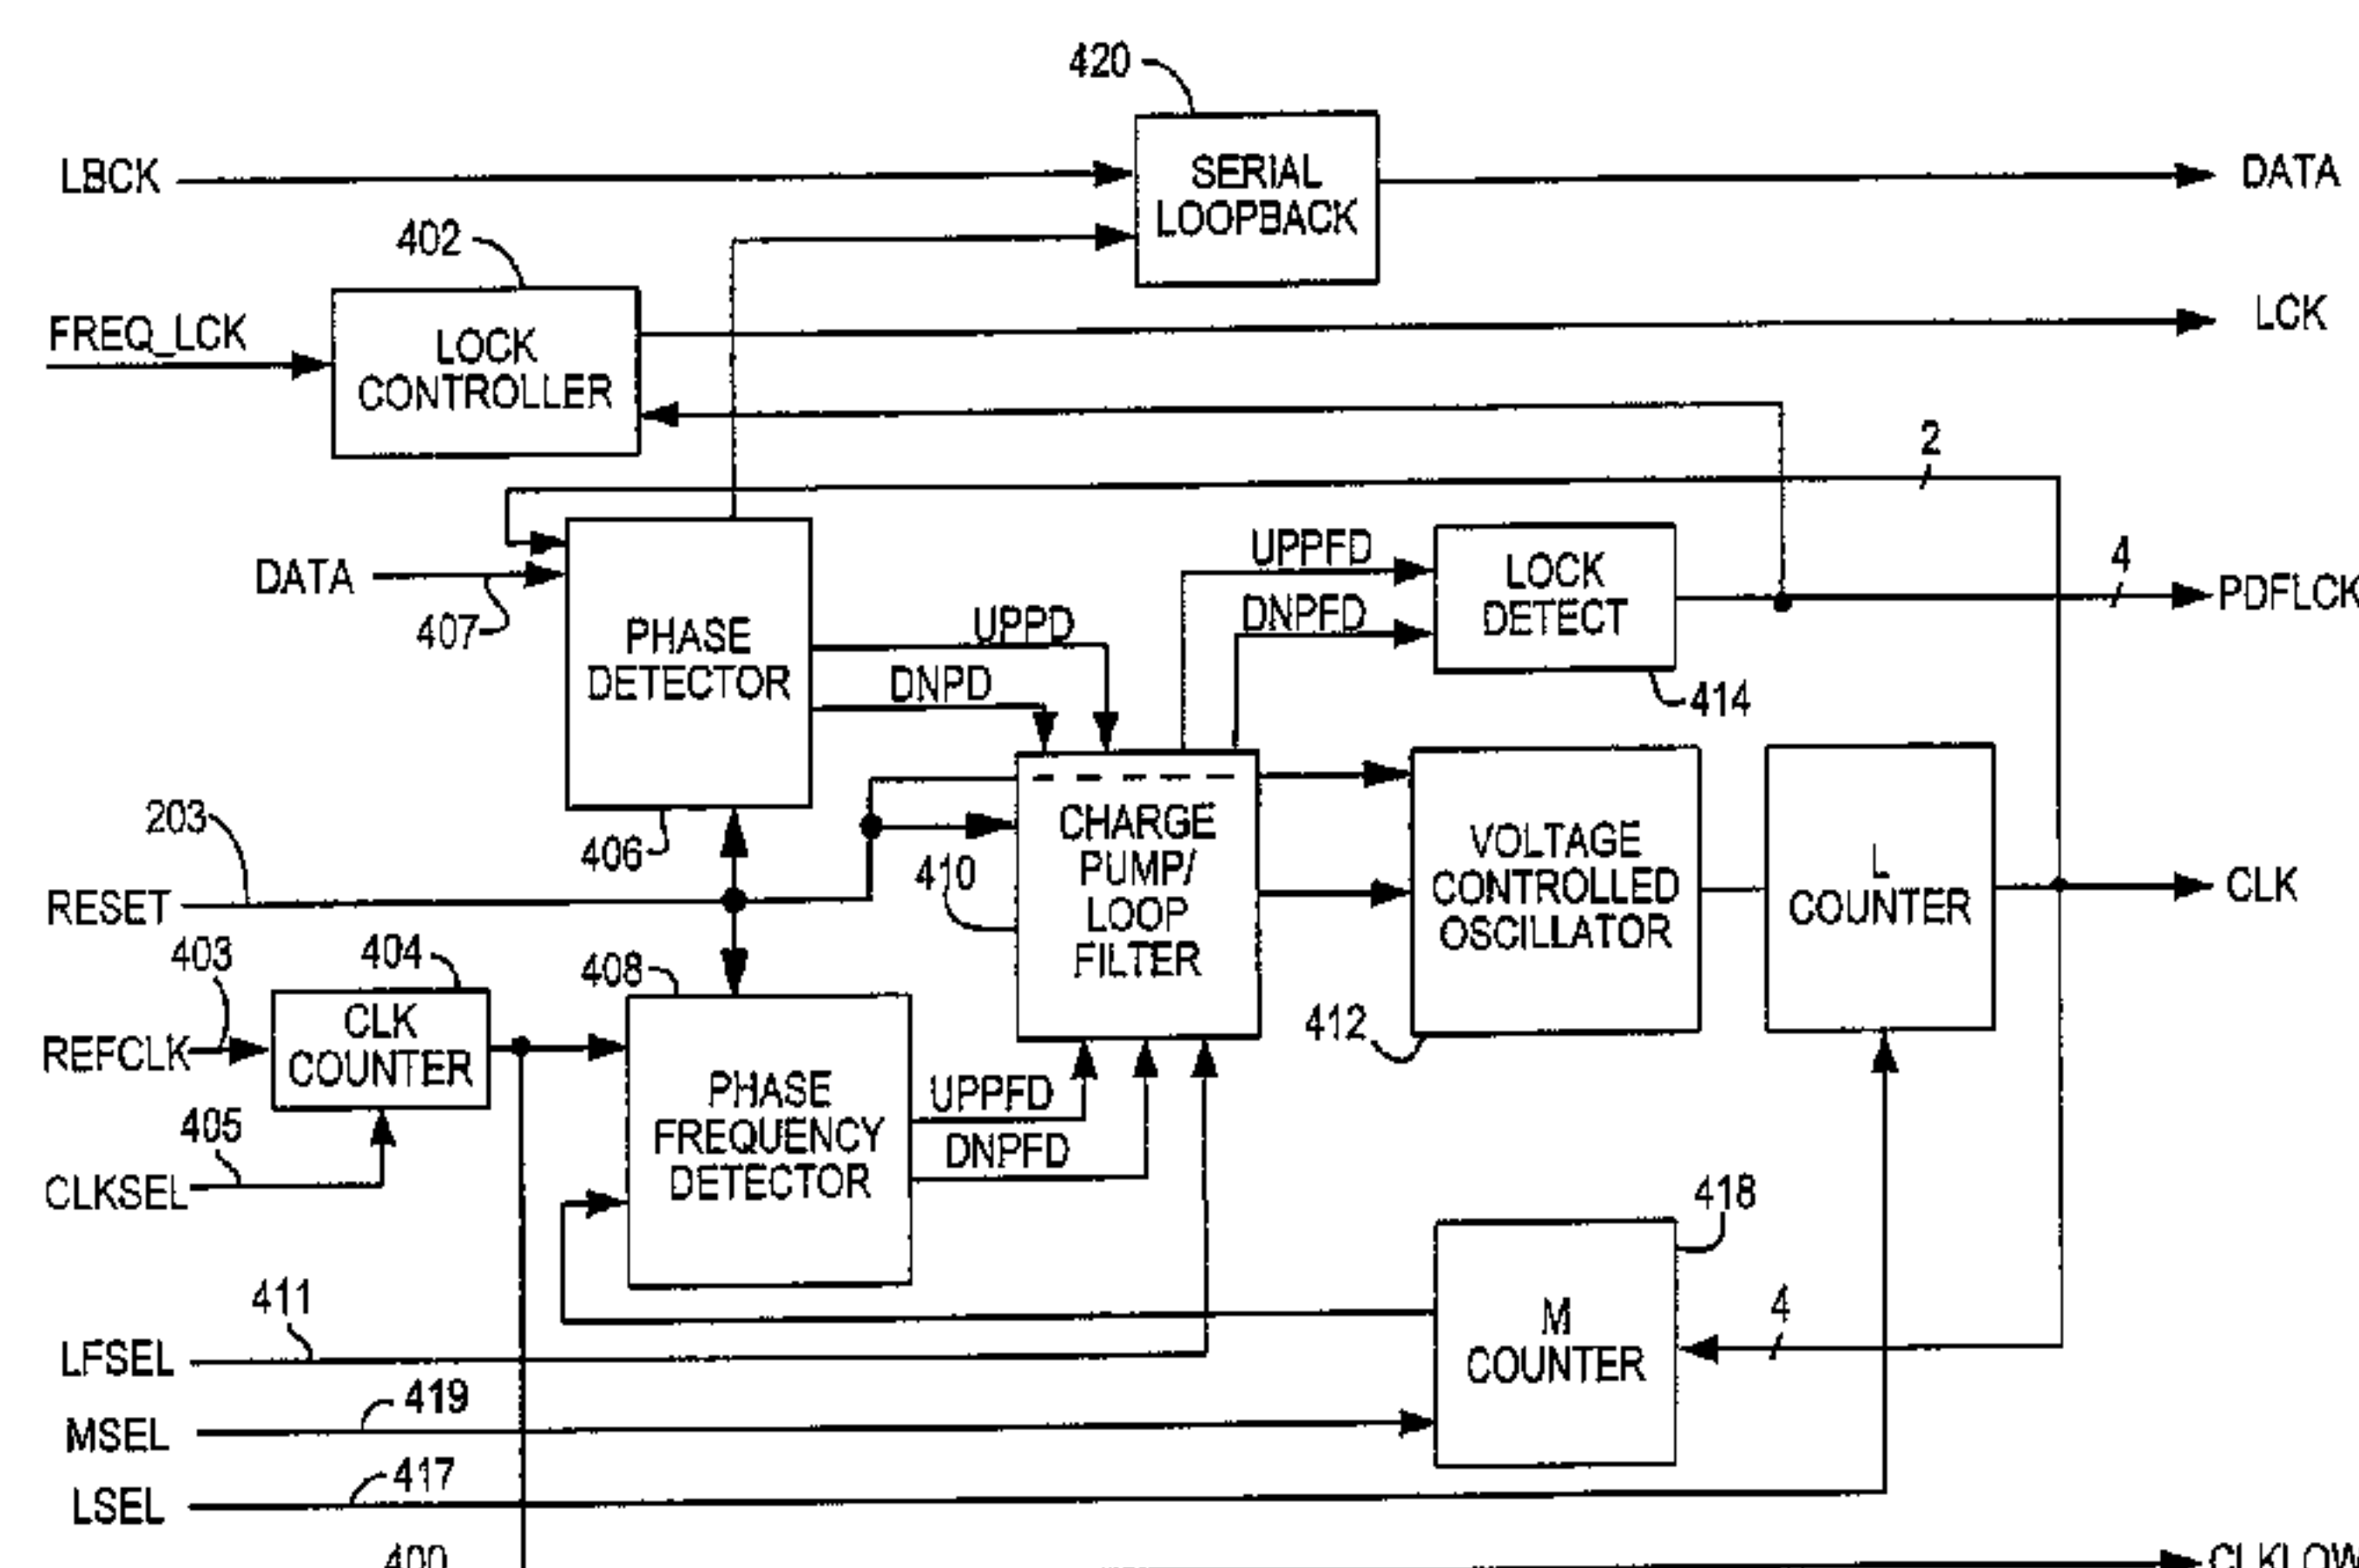 420
LBCK
SERIAL
LOOPBACK
DATA
402
FREQ_LCK
LOCK
CONTROLLER
LCK
2
DATA
407
PHASE
DETECTOR
UPPD
DNPD
UPPFD
DNPFD
LOCK
DETECT
4
PDFLCK
414
203
406
RESET
410
CHARGE
PUMP/
LOOP
FILTER
VOLTAGE
CONTROLLED
OSCILLATOR
L
COUNTER
CLK
403
404
408
412
REFCLK
CLK
COUNTER
405
CLKSEL
PHASE
FREQUENCY
DETECTOR
UPPFD
DNPFD
418
411
LFSEL
M
COUNTER
4
419
MSEL
417
LSEL
400
CLKLOW